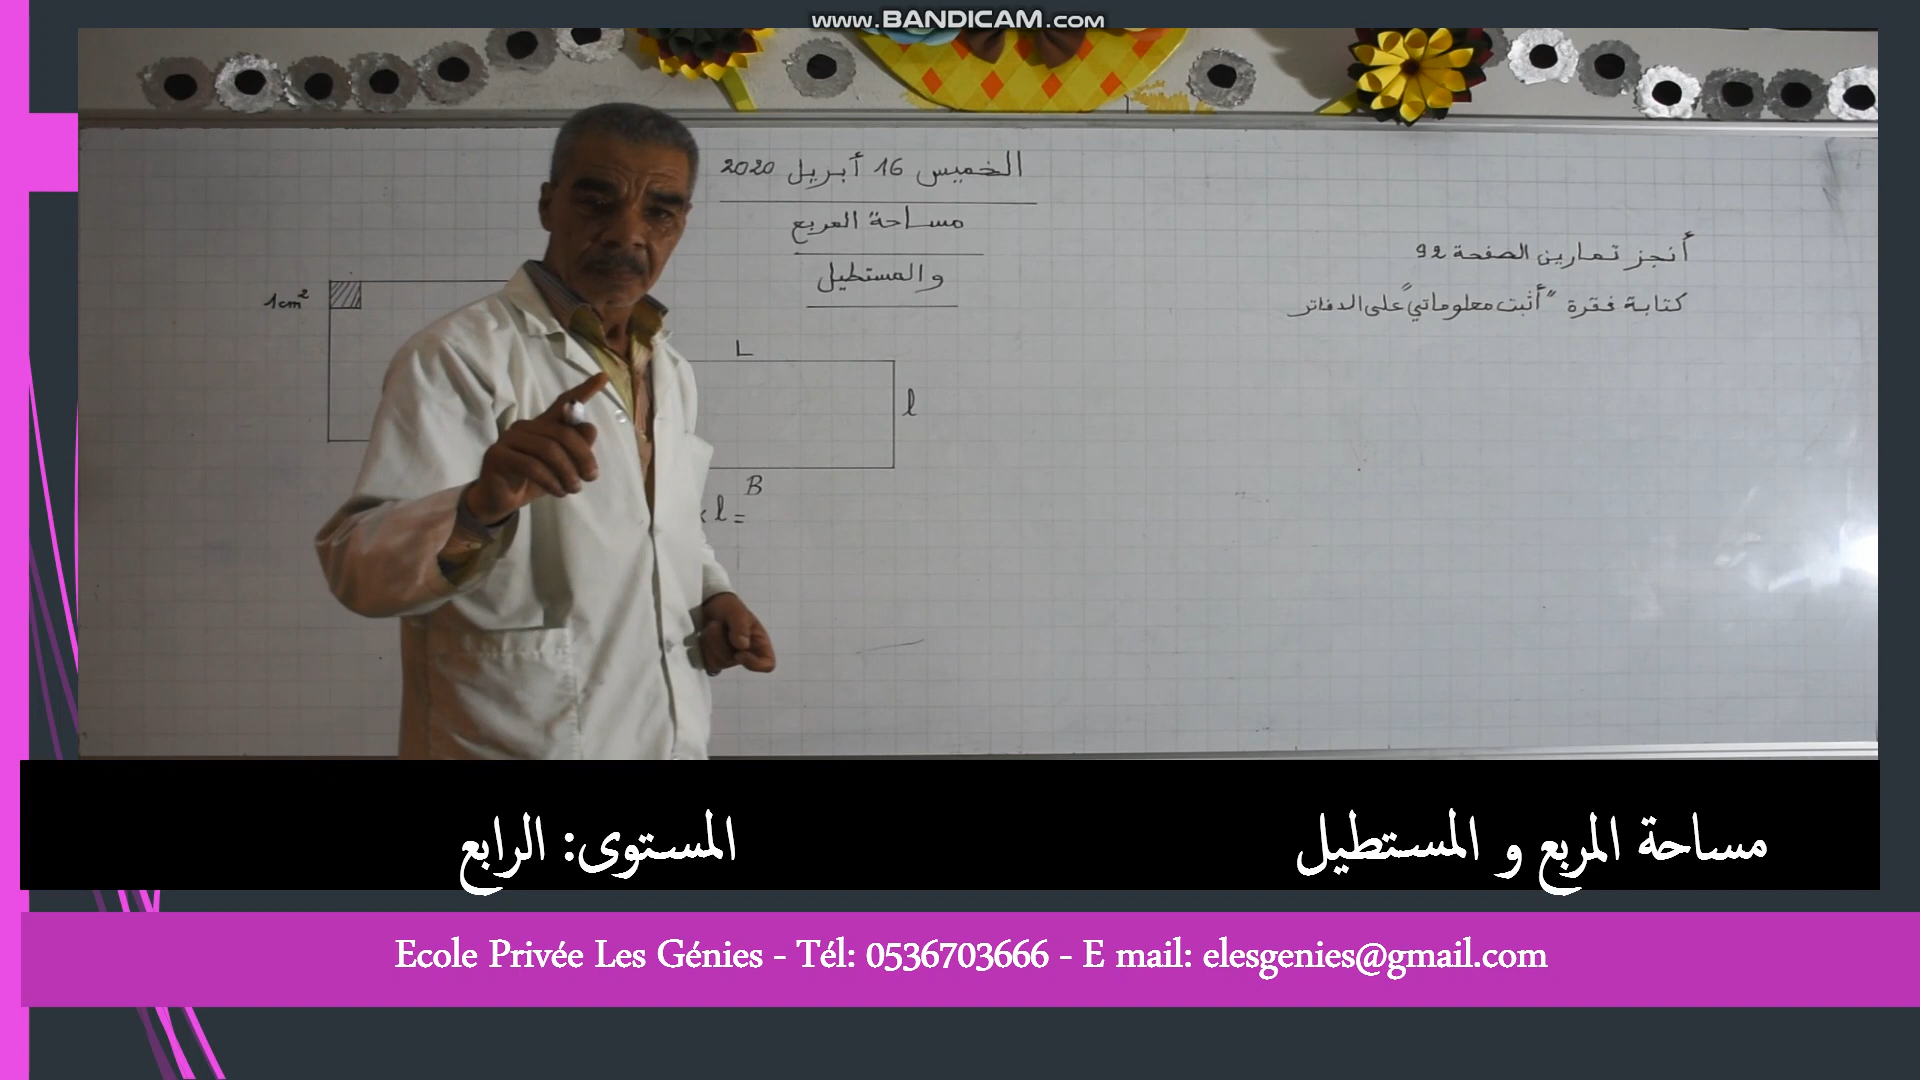 www.BANDICAM.com
الخميس 16 أبريل 2020
مساحة المربع
والمستطيل
أنجز تمارين الصفحة 92
كتابة فقرة "أثبت معلوماتي" على الدفاتر
1cm²
L
l
B
l =
مساحة المربع و المستطيل
المستوى: الرابع
Ecole Privée Les Génies - Tél: 0536703666 - E mail: elesgenies@gmail.com